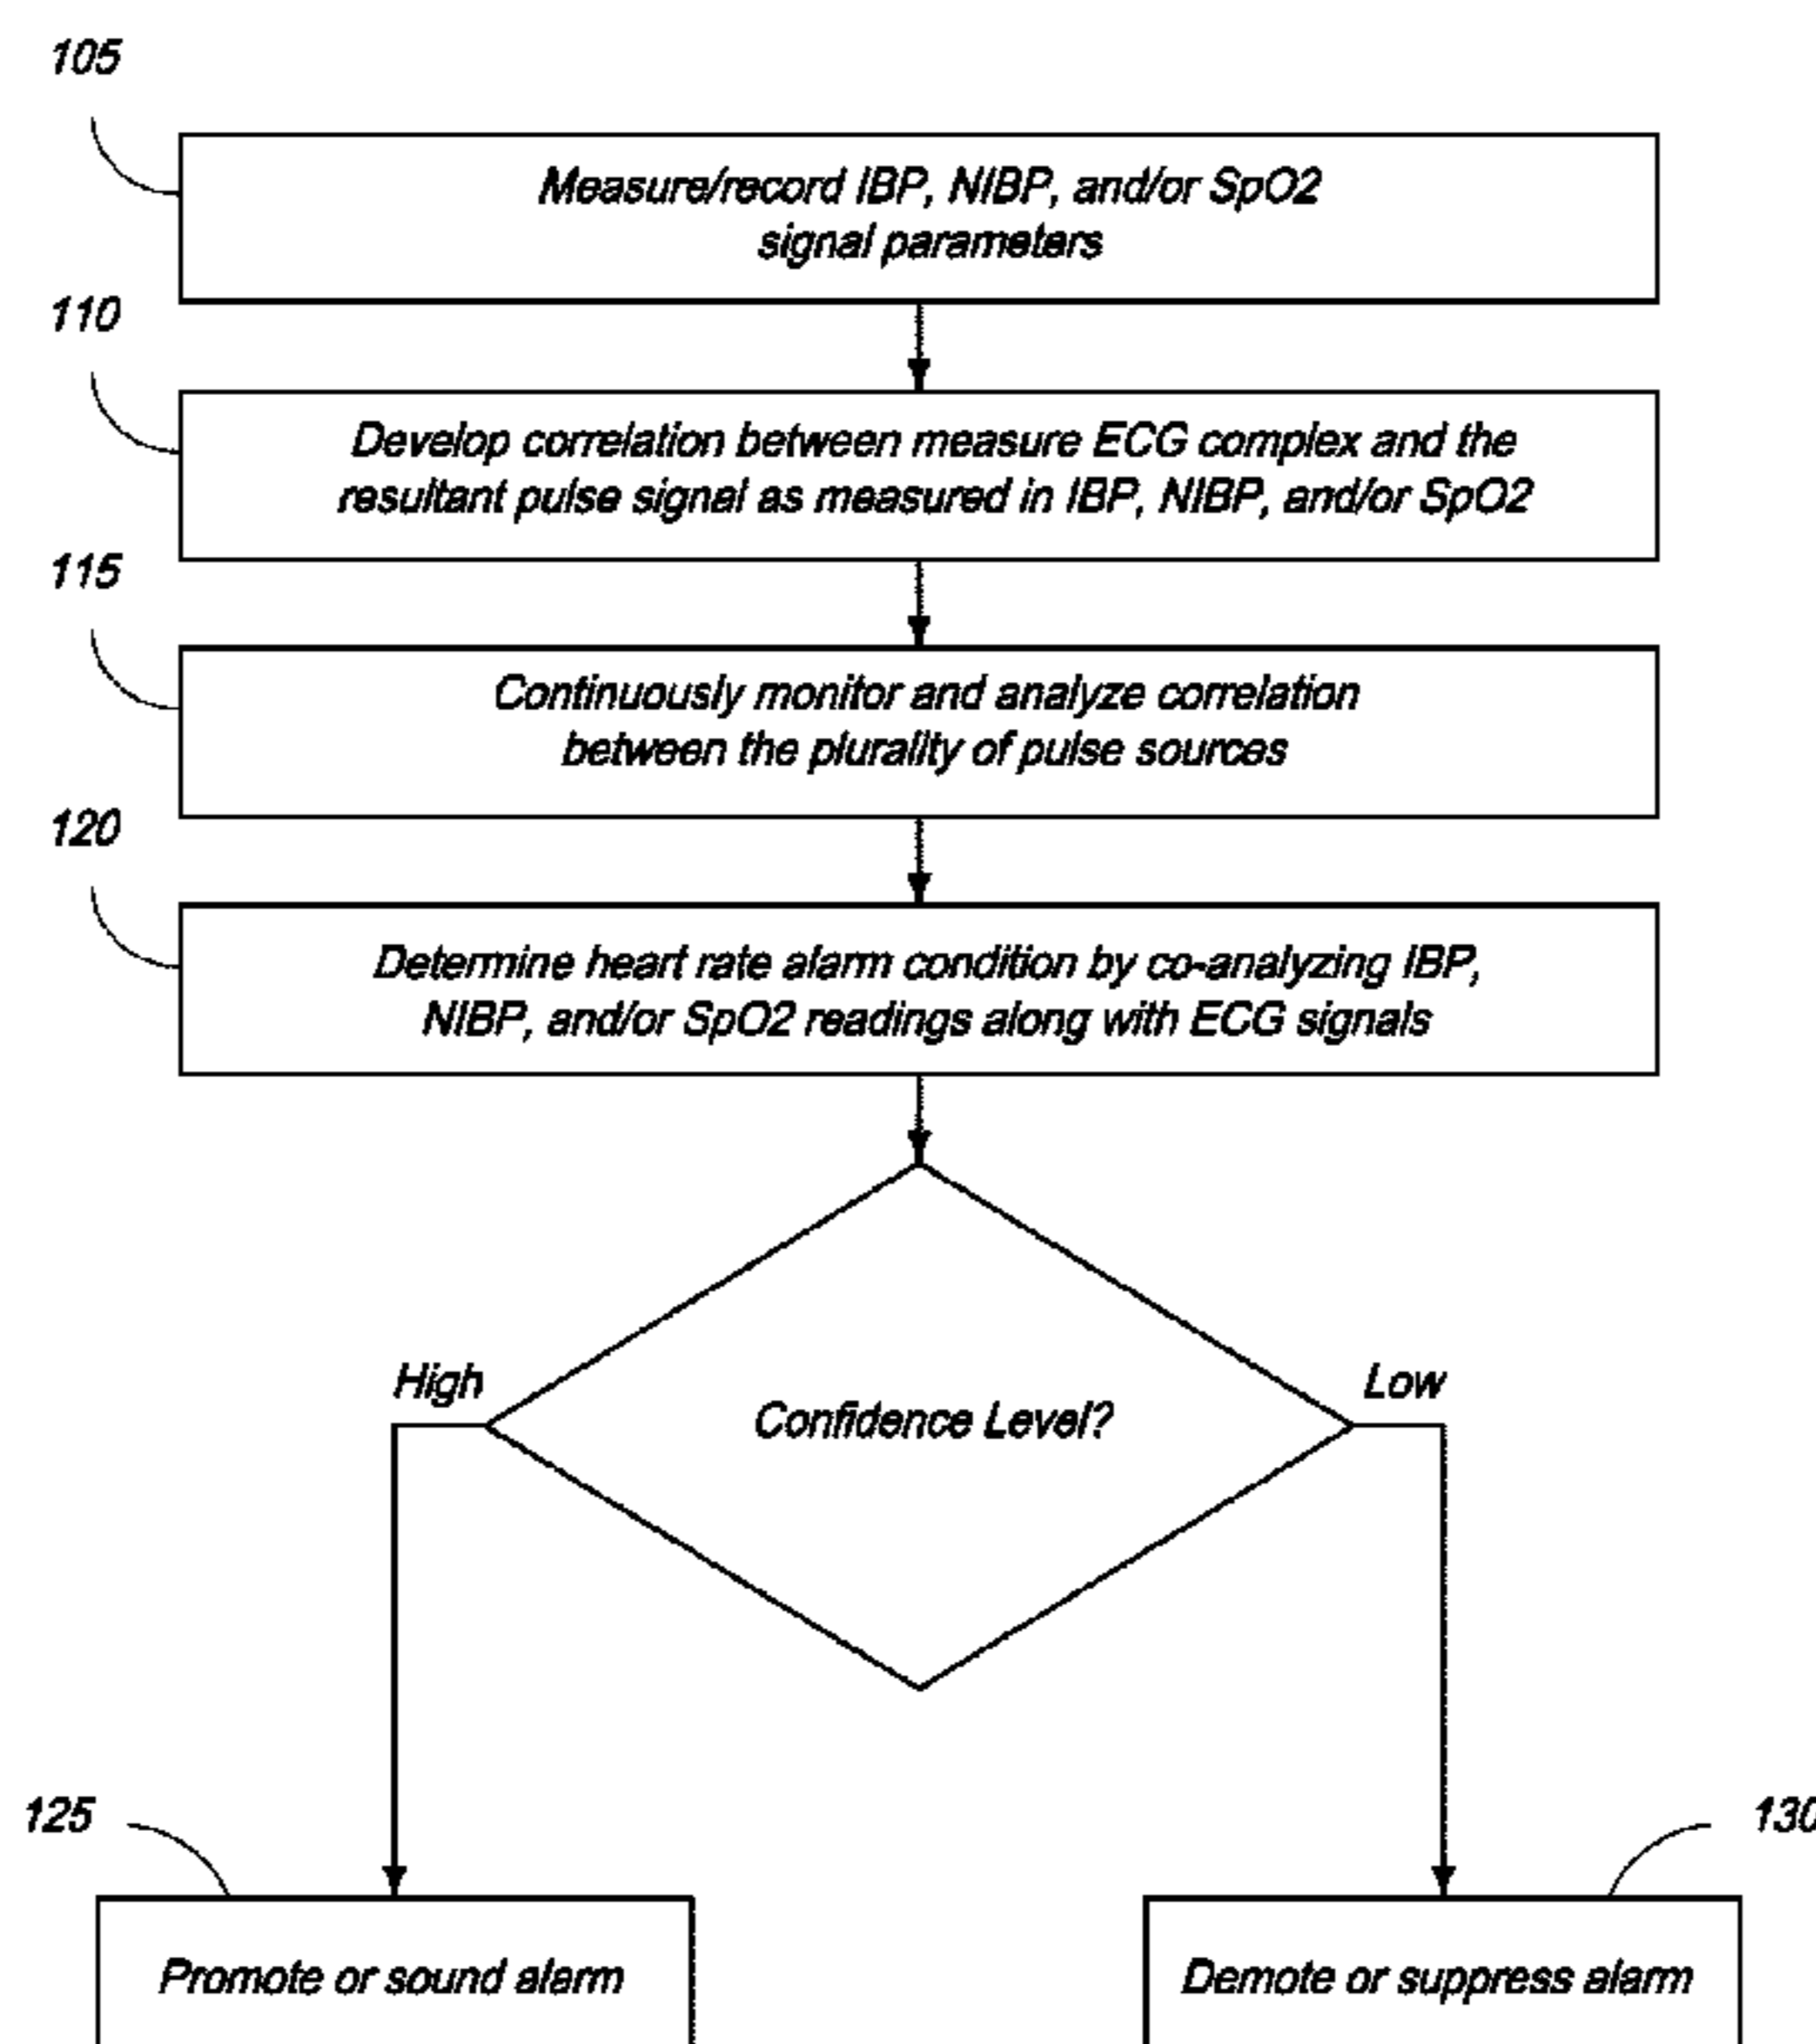 105
Measure/record IBP, NIBP, and/or SpO2
signal parameters
110
Develop correlation between measure ECG complex and the
resultant pulse signal as measured in IBP, NIBP, and/or SpO2
115
Continuously monitor and analyze correlation
between the plurality of pulse sources
120
Determine heart rate alarm condition by co-analyzing IBP,
NIBP, and/or SpO2 readings along with ECG signals
High
Low
Confidence Level?
125
130
Promote or sound alarm
Demote or suppress alarm